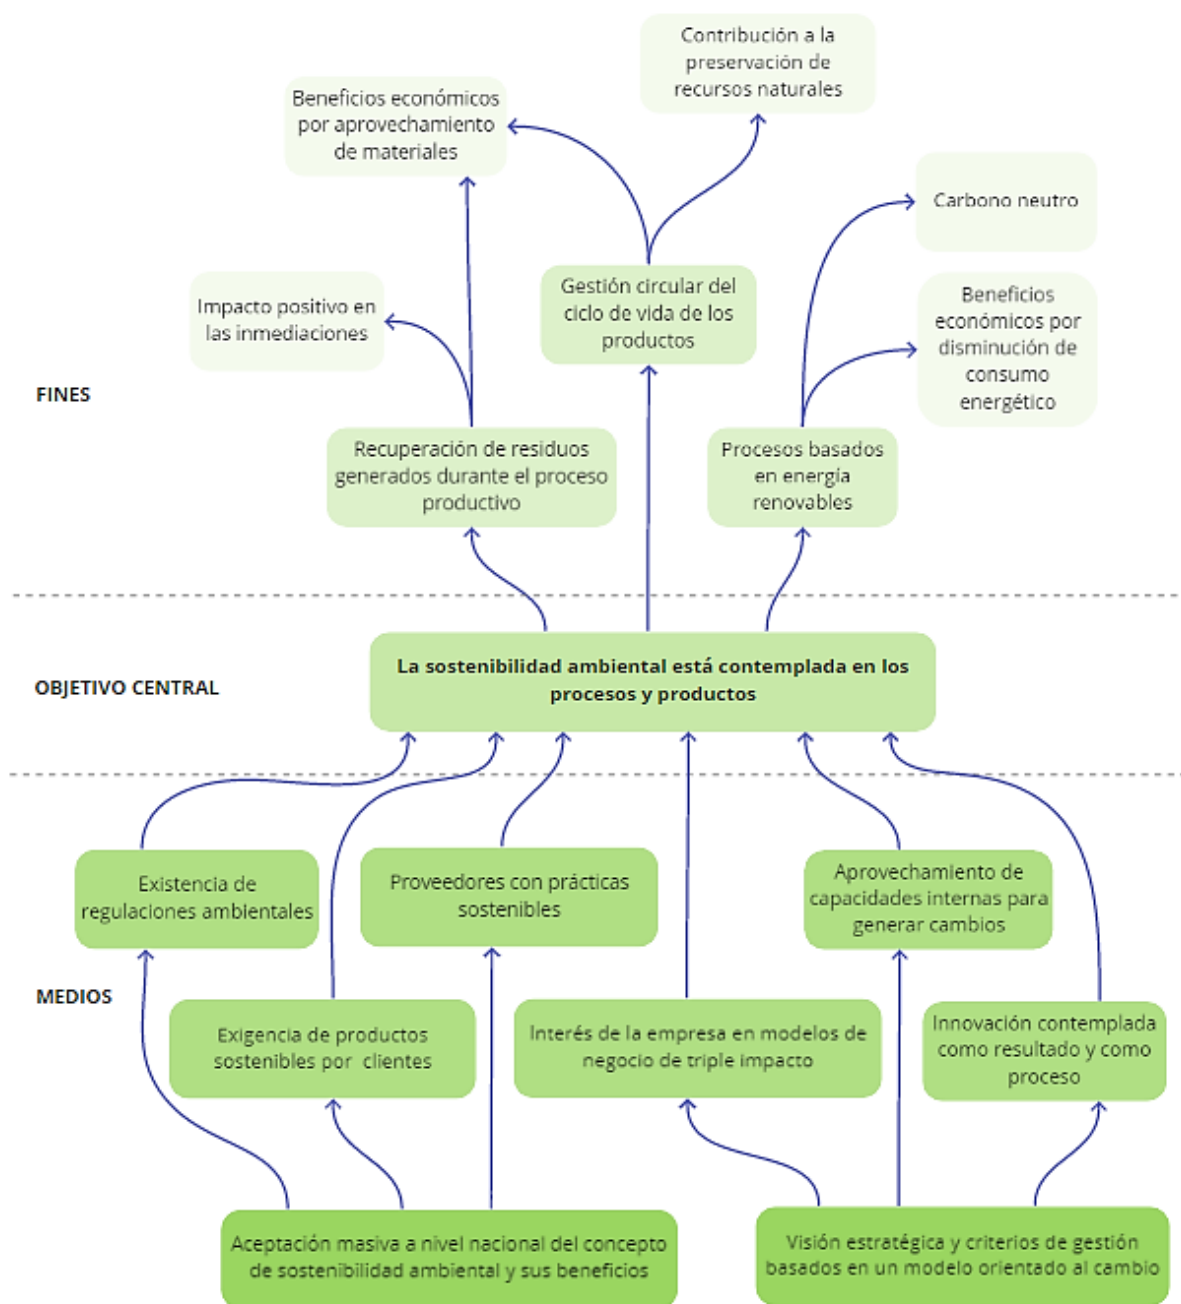 Contribución a la
preservación de
recursos naturales
Beneficios económicos
por aprovechamiento
de materiales
Carbono neutro
Gestión circular del
ciclo de vida de los
productos
Impacto positivo en
las inmediaciones
Beneficios
económicos por
disminución de
consumo
energético
FINES
Recuperación de residuos
generados durante el proceso
productivo
Procesos basados
en energía
renovables
OBJETIVO CENTRAL
La sostenibilidad ambiental está contemplada en los
procesos y productos
Existencia de
regulaciones ambientales
Proveedores con prácticas
sostenibles
Aprovechamiento de
capacidades internas para
generar cambios
MEDIOS
Exigencia de productos
sostenibles por clientes
Interés de la empresa en modelos de
negocio de triple impacto
Innovación contemplada
como resultado y como
proceso
Aceptación masiva a nivel nacional del concepto
de sostenibilidad ambiental y sus beneficios
Visión estratégica y criterios de gestión
basados en un modelo orientado al cambio